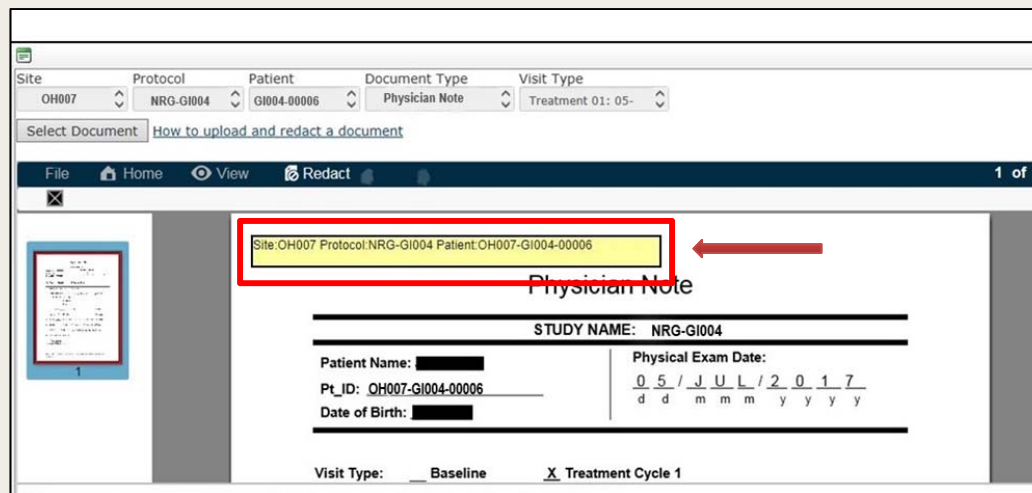 Site Protocol Patient Document Type Visit Type
OH007 NRG-GI004 GI004-00006 Physician Note Treatment 01: 05-
Select Document How to upload and redact a document
File Home View Redact 1 of
Site:OH007 Protocol:NRG-GI004 Patient:OH007-GI004-00006
Physician Note
STUDY NAME: NRG-GI004
Patient Name: Physical Exam Date:
Pt_ID: OH007-GI004-00006 0 5 / J U L / 2 0 1 7
d d m m m y y y y
Date of Birth:
Visit Type: __ Baseline X Treatment Cycle 1
1